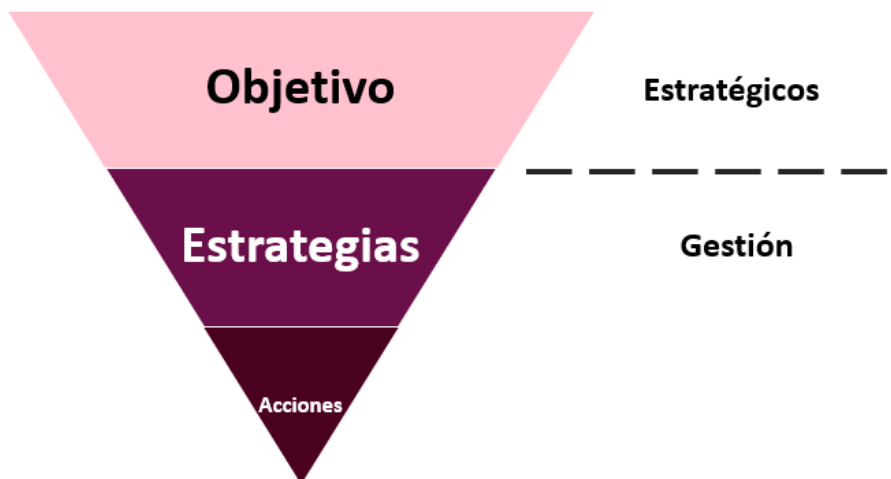 Objetivo
Estratégicos
Estrategias
Gestión
Acciones